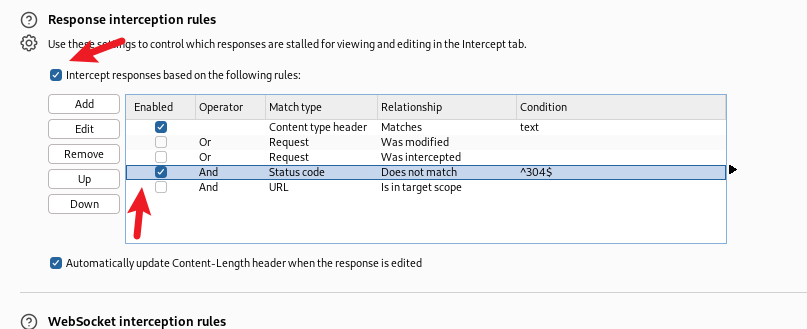 Response interception rules
Use these settings to control which responses are stalled for viewing and editing in the Intercept tab.
Intercept responses based on the following rules:
Add
Edit
Remove
Up
Down
Enabled Operator Match type Relationship Condition
Content type header Matches text
Or Request Was modified
Or Request Was intercepted
And Status code Does not match ^304$
And URL Is in target scope
Automatically update Content-Length header when the response is edited
WebSocket interception rules